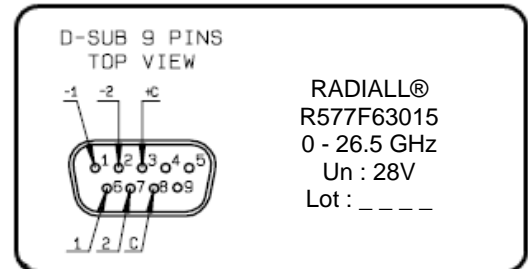 D-SUB 9 PINS
TOP VIEW
-1 -2 +C
1 2 3 4 5
6 7 8 9
1 2 C
RADIALL®
R577F63015
0 - 26.5 GHz
Un : 28V
Lot : _ _ _ _